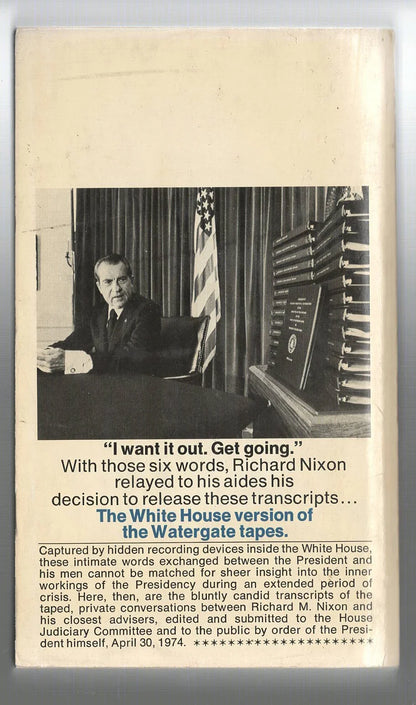 “I want it out. Get going.”
With those six words, Richard Nixon
relayed to his aides his
decision to release these transcripts...
The White House version of
the Watergate tapes.
Captured by hidden recording devices inside the White House,
these intimate words exchanged between the President and
his men cannot be matched for sheer insight into the inner
workings of the Presidency during an extended period of
crisis. Here, then, are the bluntly candid transcripts of the
taped, private conversations between Richard M. Nixon and
his closest advisers, edited and submitted to the House
Judiciary Committee and to the public by order of the Presi-
dent himself, April 30, 1974. ********************